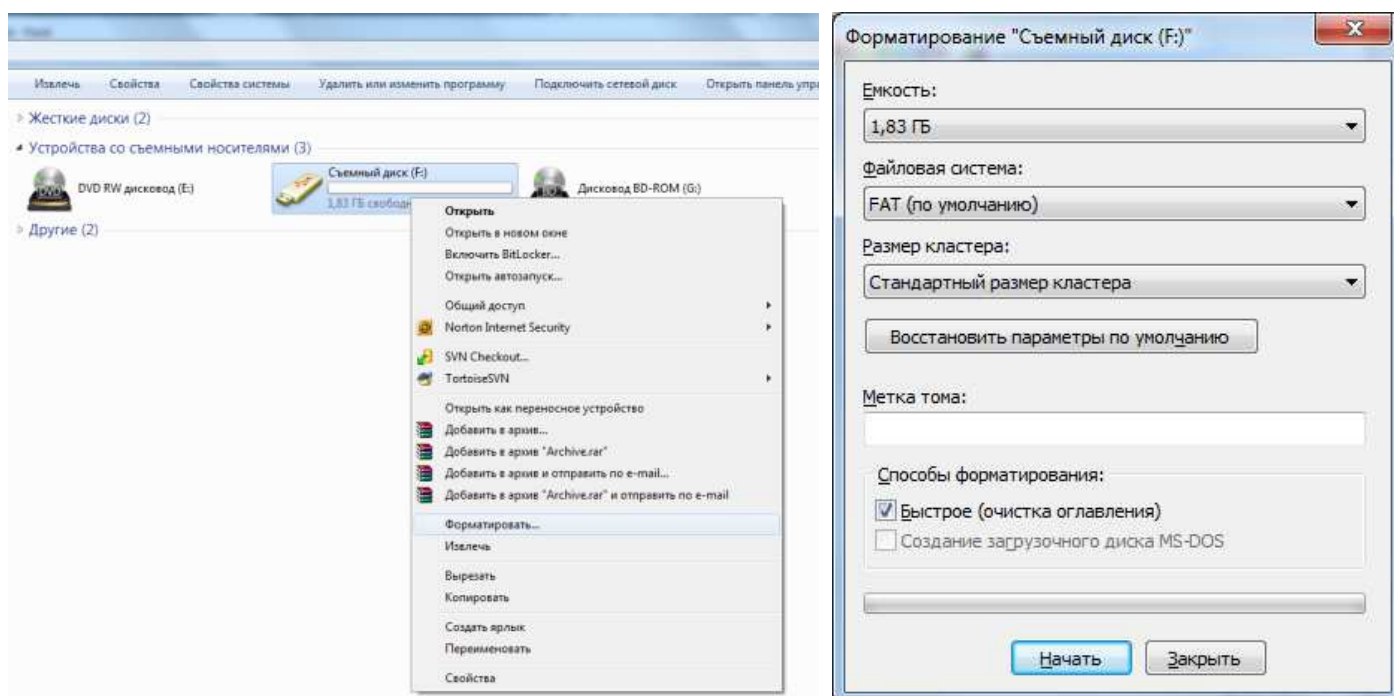 Извлечь Свойства Свойства системы Удалить или изменить программу Подключить сетевой диск Открыть панель упра
Жесткие диски (2)
Устройства со съемными носителями (3)
DVD RW дисковод (E:)
Съемный диск (F:)
Дисковод BD-ROM (G:)
1,83 ГБ свободн
Другие (2)
Открыть
Открыть в новом окне
Включить BitLocker...
Открыть автозапуск...
Общий доступ
Norton Internet Security
SVN Checkout...
TortoiseSVN
Открыть как переносное устройство
Добавить в архив...
Добавить в архив "Archive.rar"
Добавить в архив и отправить по e-mail...
Добавить в архив "Archive.rar" и отправить по e-mail
Форматировать...
Извлечь
Вырезать
Копировать
Создать ярлык
Переименовать
Свойства
Форматирование "Съемный диск (F:)"
Емкость:
1,83 ГБ
Файловая система:
FAT (по умолчанию)
Размер кластера:
Стандартный размер кластера
Восстановить параметры по умолчанию
Метка тома:
Способы форматирования:
Быстрое (очистка оглавления)
Создание загрузочного диска MS-DOS
Начать Закрыть